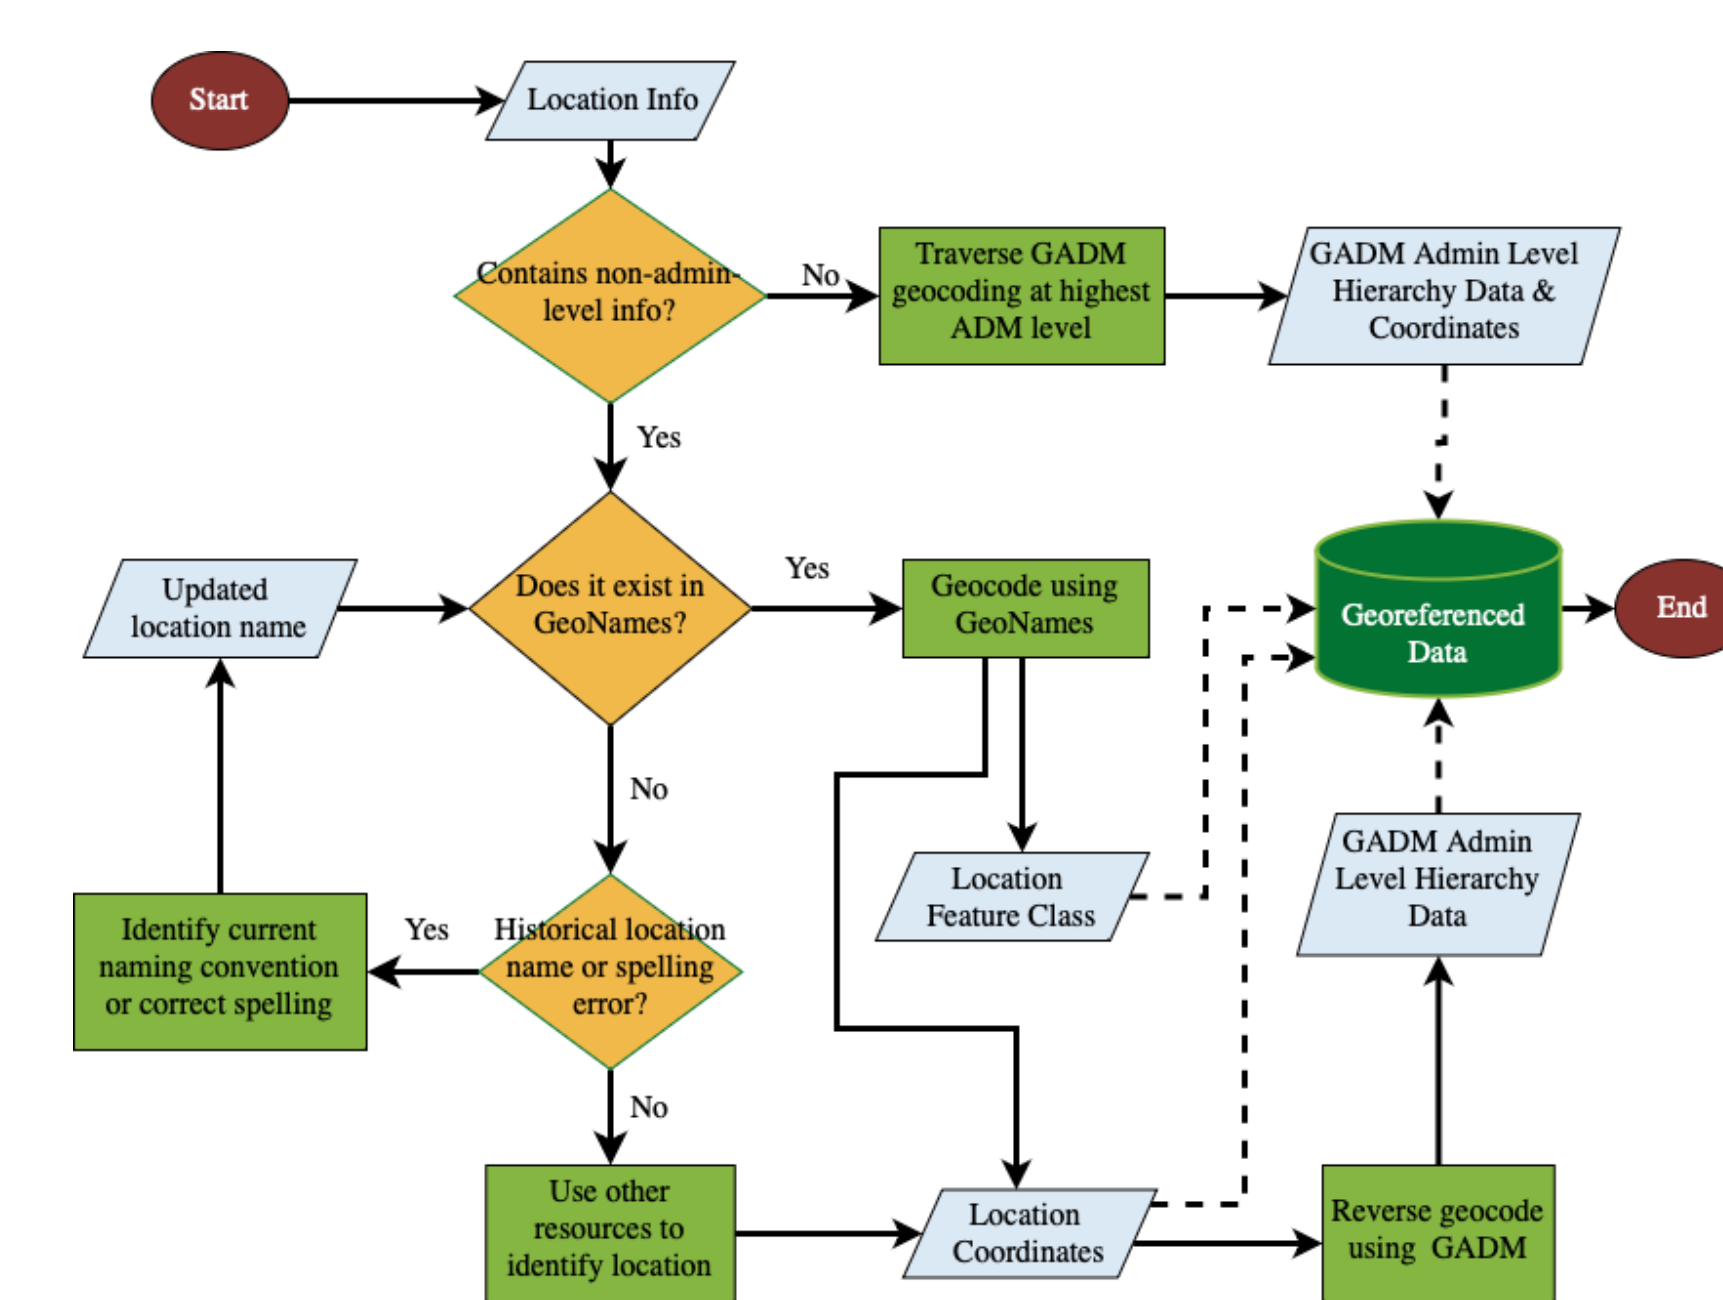 Start
Location Info
Contains non-admin-
level info?
No
Traverse GADM
geocoding at highest
ADM level
GADM Admin Level
Hierarchy Data &
Coordinates
Yes
Updated
location name
Does it exist in
GeoNames?
Yes
Geocode using
GeoNames
Georeferenced
Data
End
No
Location
Feature Class
GADM Admin
Level Hierarchy
Data
Identify current
naming convention
or correct spelling
Yes
Historical location
name or spelling
error?
No
Use other
resources to
identify location
Location
Coordinates
Reverse geocode
using GADM